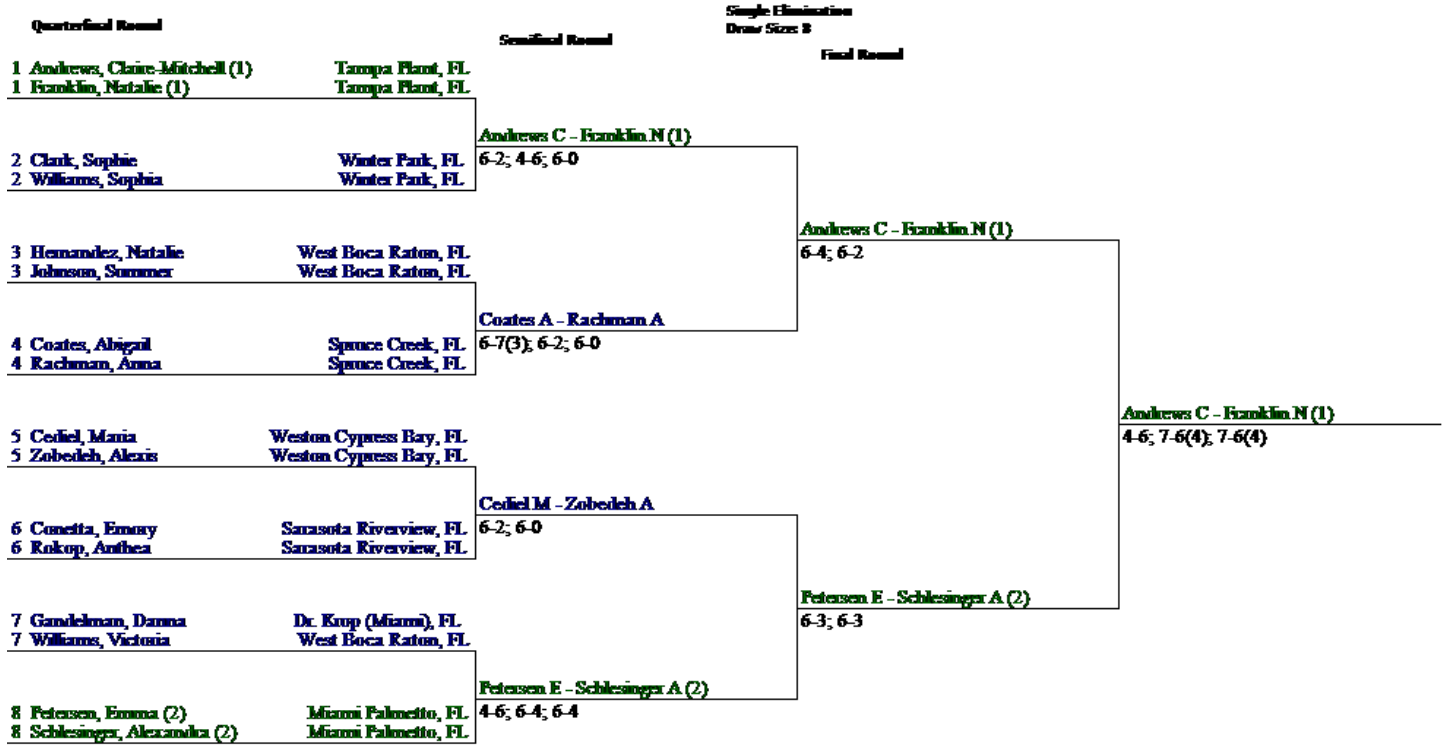 Single Elimination
Draw Size: 8
Quarterfinal Round
Semifinal Round
Final Round
1 Andrews, Claire-Mitchell (1) Tampa Plant, FL
1 Franklin, Natalie (1) Tampa Plant, FL
Andrews C - Franklin N (1)
6-2; 4-6; 6-0
2 Clark, Sophie Winter Park, FL
2 Williams, Sophia Winter Park, FL
Andrews C - Franklin N (1)
6-4; 6-2
3 Hernandez, Natalie West Boca Raton, FL
3 Johnson, Summer West Boca Raton, FL
Coates A - Rachman A
6-7(3); 6-2; 6-0
4 Coates, Abigail Spruce Creek, FL
4 Rachman, Anna Spruce Creek, FL
Andrews C - Franklin N (1)
4-6; 7-6(4); 7-6(4)
5 Cediel, Maria Weston Cypress Bay, FL
5 Zobedeh, Alexis Weston Cypress Bay, FL
Cediel M - Zobedeh A
6-2; 6-0
6 Conetta, Emory Sarasota Riverview, FL
6 Rokop, Anthea Sarasota Riverview, FL
Petersen E - Schlesinger A (2)
6-3; 6-3
7 Gandelman, Danna Dr. Krop (Miami), FL
7 Williams, Victoria West Boca Raton, FL
Petersen E - Schlesinger A (2)
4-6; 6-4; 6-4
8 Petersen, Emma (2) Miami Palmetto, FL
8 Schlesinger, Alexandra (2) Miami Palmetto, FL